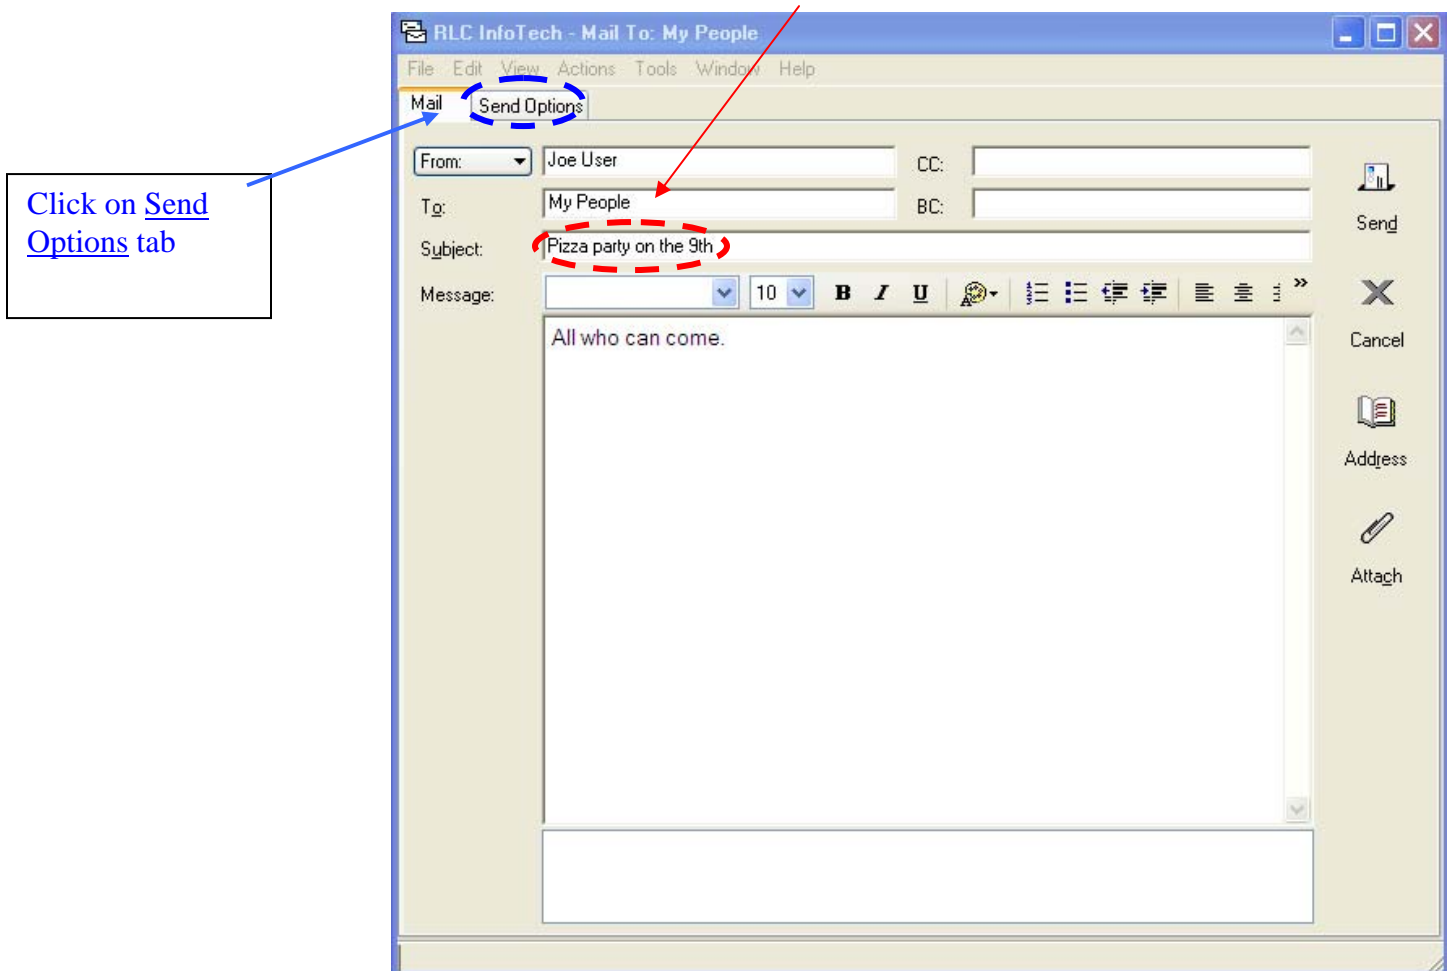 RLC InfoTech - Mail To: My People
File Edit View Actions Tools Window Help
Mail Send Options
From: Joe User CC:
To: My People BC:
Subject: Pizza party on the 9th
Message: 10 B I U »
All who can come.
Send
Cancel
Address
Attach
Click on Send
Options tab